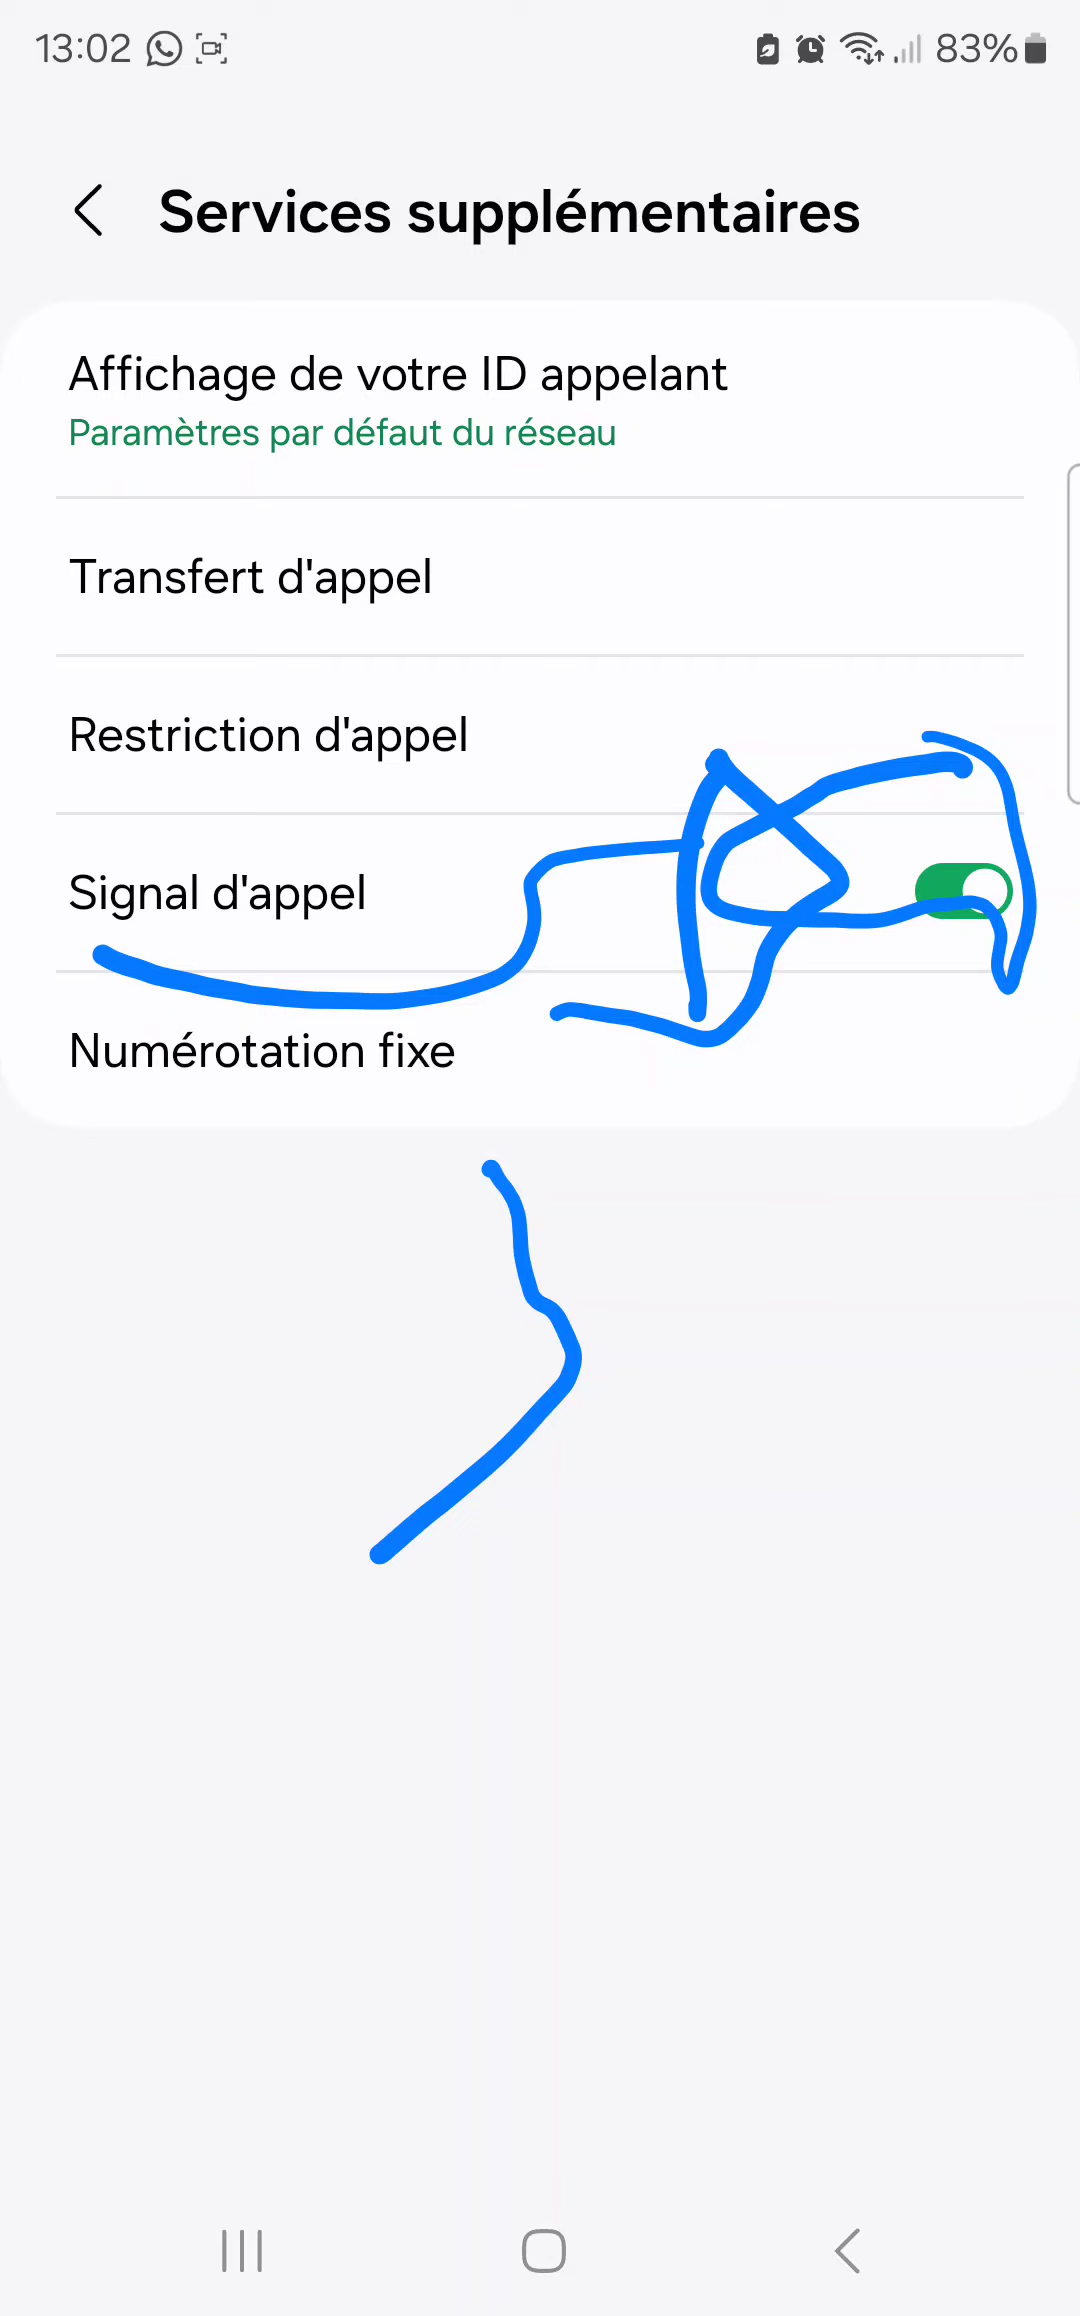 13:02 83%
Services supplémentaires
Affichage de votre ID appelant
Paramètres par défaut du réseau
Transfert d'appel
Restriction d'appel
Signal d'appel
Numérotation fixe